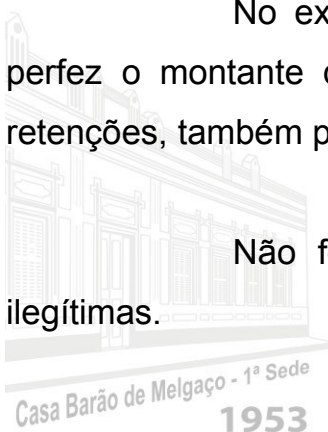 No ex
perfez o montante
retenções, também p
Não f
ilegítimas.
Casa Barão de Melgaço - 1ª Sede
1953